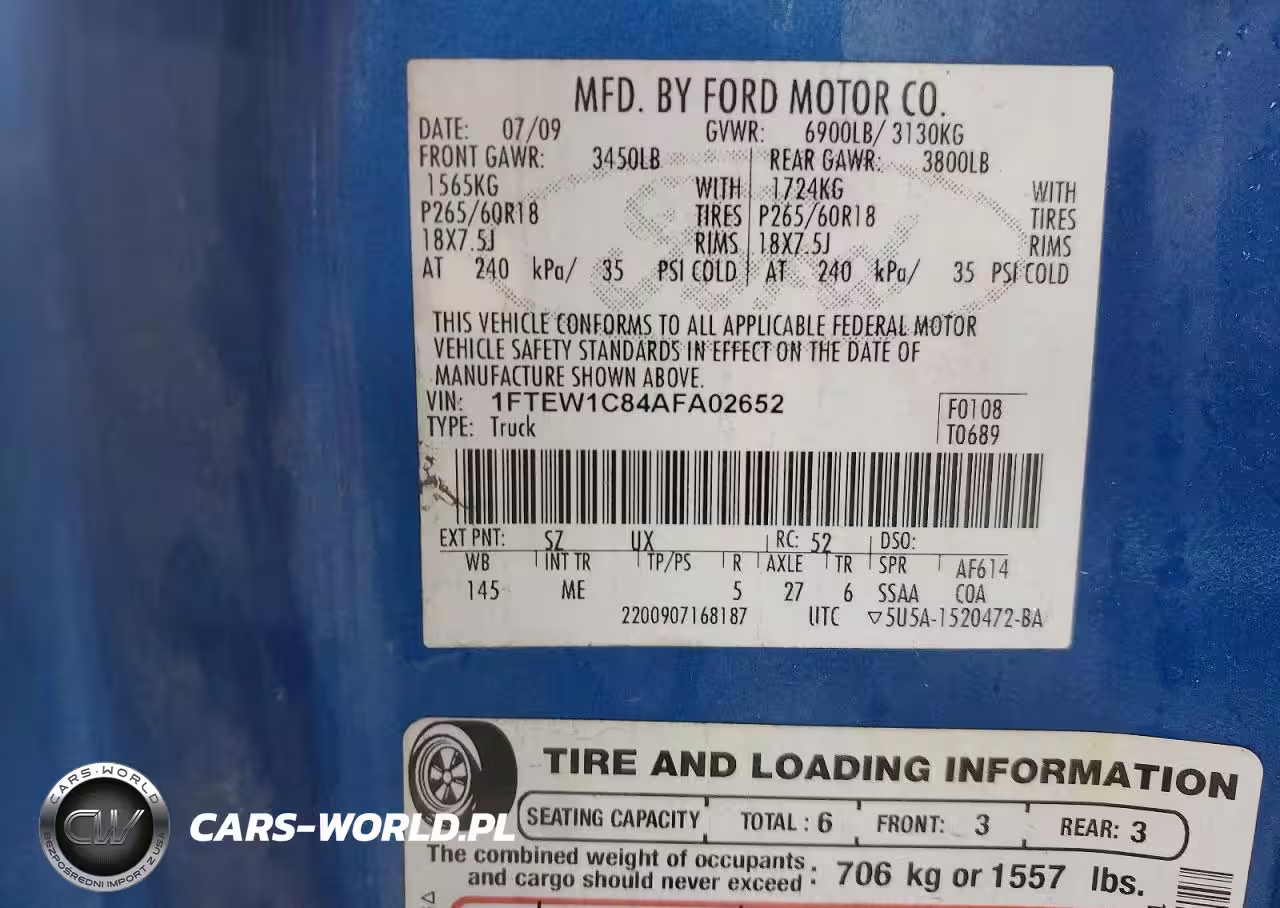 MFD. BY FORD MOTOR CO.
DATE: 07/09 GVWR: 6900LB/ 3130KG
FRONT GAWR: 3450LB REAR GAWR: 3800LB
1565KG WITH 1724KG WITH
P265/60R18 TIRES P265/60R18 TIRES
18X7.5J RIMS 18X7.5J RIMS
AT 240 kPa/ 35 PSI COLD AT 240 kPa/ 35 PSI COLD
Ford
THIS VEHICLE CONFORMS TO ALL APPLICABLE FEDERAL MOTOR
VEHICLE SAFETY STANDARDS IN EFFECT ON THE DATE OF
MANUFACTURE SHOWN ABOVE.
VIN: 1FTEW1C84AFA02652 F0108
TYPE: Truck T0689
EXT PNT: SZ UX RC: 52 DSO:
WB INT TR TP/PS R AXLE TR SPR AF614
145 ME 5 27 6 SSAA COA
2200907168187 UTC ▽5U5A-1520472-BA
TIRE AND LOADING INFORMATION
SEATING CAPACITY TOTAL : 6 FRONT: 3 REAR: 3
The combined weight of occupants
and cargo should never exceed : 706 kg or 1557 lbs.
CARS-WORLD
CW
BEZPOŚREDNI IMPORT Z USA
CARS-WORLD.PL